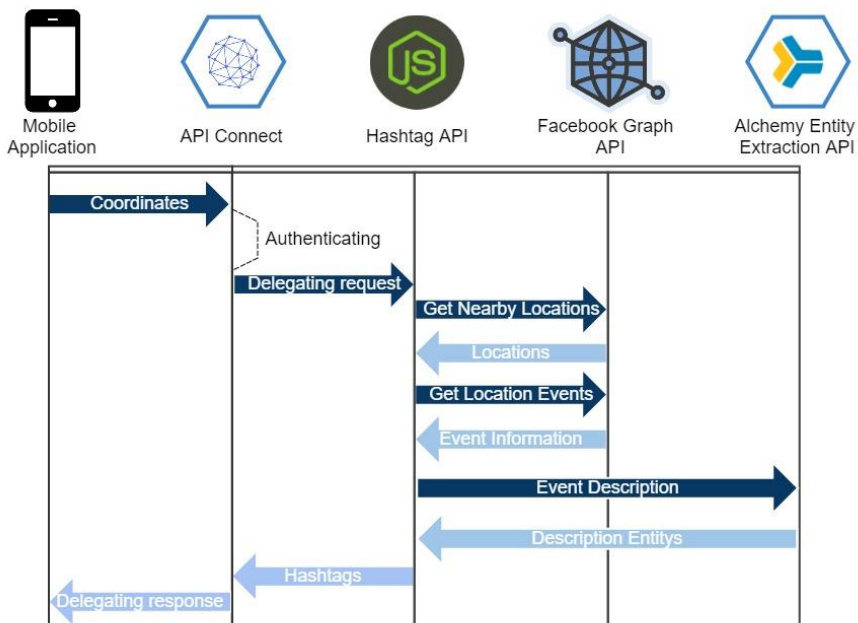 JS
Mobile
Application
API Connect
Hashtag API
Facebook Graph
API
Alchemy Entity
Extraction API
Coordinates
Authenticating
Delegating request
Get Nearby Locations
Locations
Get Location Events
Event Information
Event Description
Description Entitys
Hashtags
Delegating response